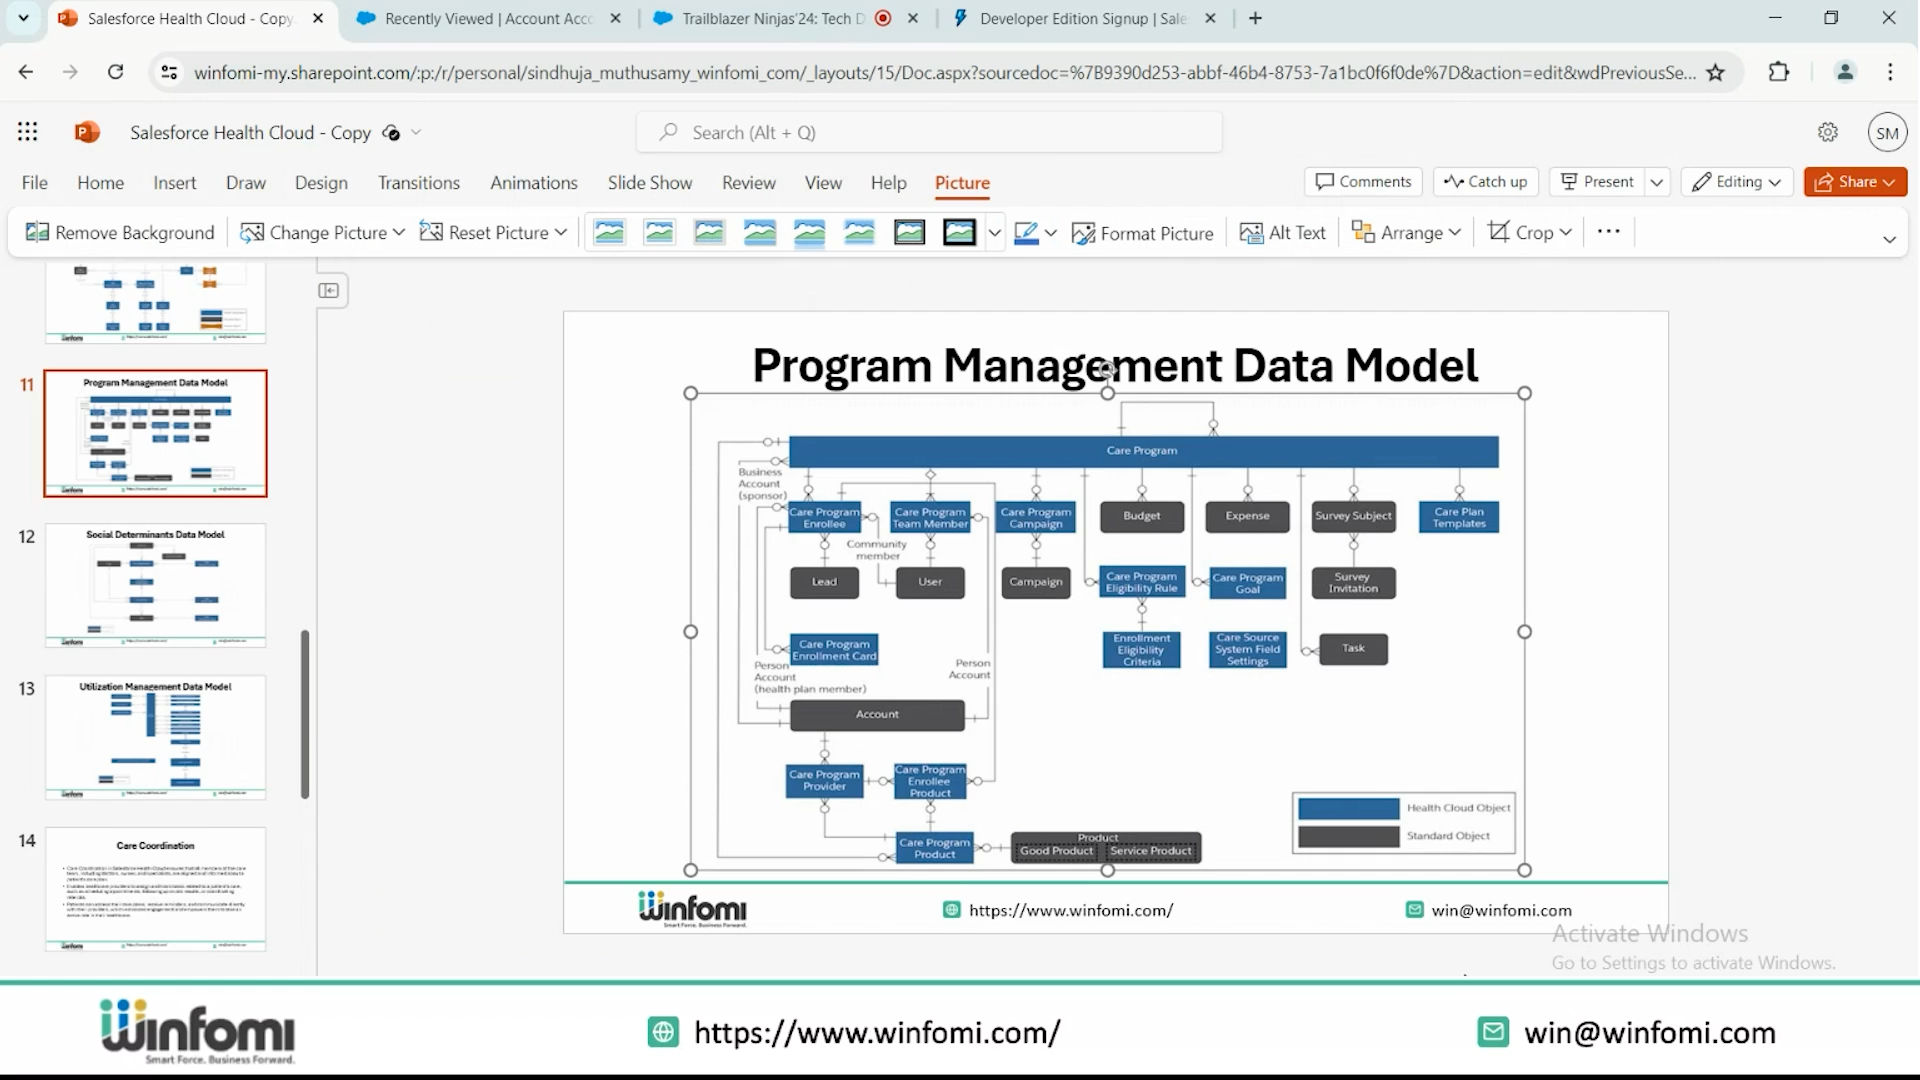 Salesforce Health Cloud - Copy
Recently Viewed | Account Acc
Trailblazer Ninjas'24: Tech D
Developer Edition Signup | Sale
winfomi-my.sharepoint.com/:p:/r/personal/sindhuja_muthusamy_winfomi_com/_layouts/15/Doc.aspx?sourcedoc=%7B9390d253-abbf-46b4-8753-7a1bc0f6f0de%7D&action=edit&wdPreviousSe...
Salesforce Health Cloud - Copy
Search (Alt + Q)
SM
File Home Insert Draw Design Transitions Animations Slide Show Review View Help Picture
Comments Catch up Present Editing Share
Remove Background Change Picture Reset Picture Format Picture Alt Text Arrange Crop ...
11
Program Management Data Model
12
Social Determinants Data Model
13
Utilization Management Data Model
14
Care Coordination
Program Management Data Model
Care Program
Business
Account
(sponsor)
Care Program
Enrollee
Care Program
Team Member
Care Program
Campaign
Budget
Expense
Survey Subject
Care Plan
Templates
Community
member
Lead
User
Campaign
Care Program
Eligibility Rule
Care Program
Goal
Survey
Invitation
Care Program
Enrollment Card
Enrollment
Eligibility
Criteria
Care Source
System Field
Settings
Task
Person
Account
(health plan member)
Person
Account
Account
Care Program
Provider
Care Program
Enrollee
Product
Care Program
Product
Product
Good Product
Service Product
Health Cloud Object
Standard Object
Winfomi
Smart Force. Business Forward.
https://www.winfomi.com/
win@winfomi.com
Activate Windows
Go to Settings to activate Windows.
Winfomi
Smart Force. Business Forward.
https://www.winfomi.com/
win@winfomi.com